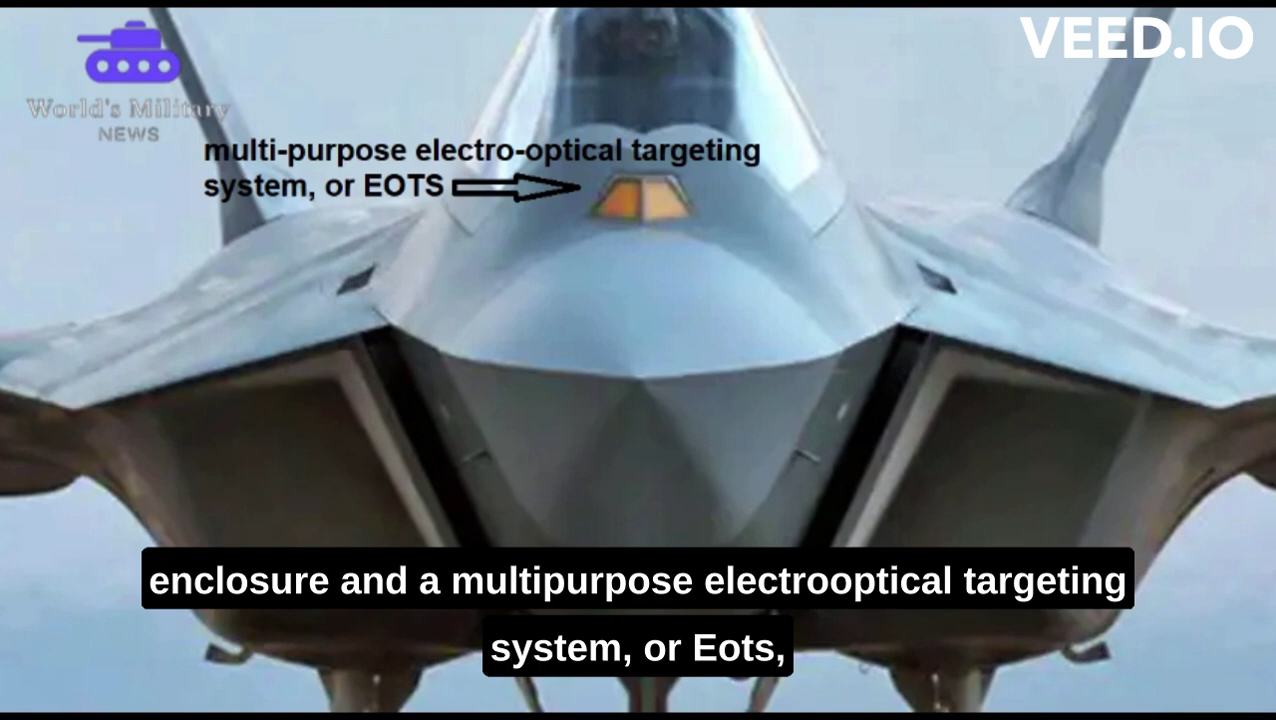 VEED.IO
World's Military
NEWS
multi-purpose electro-optical targeting
system, or EOTS
enclosure and a multipurpose electrooptical targeting
system, or Eots,